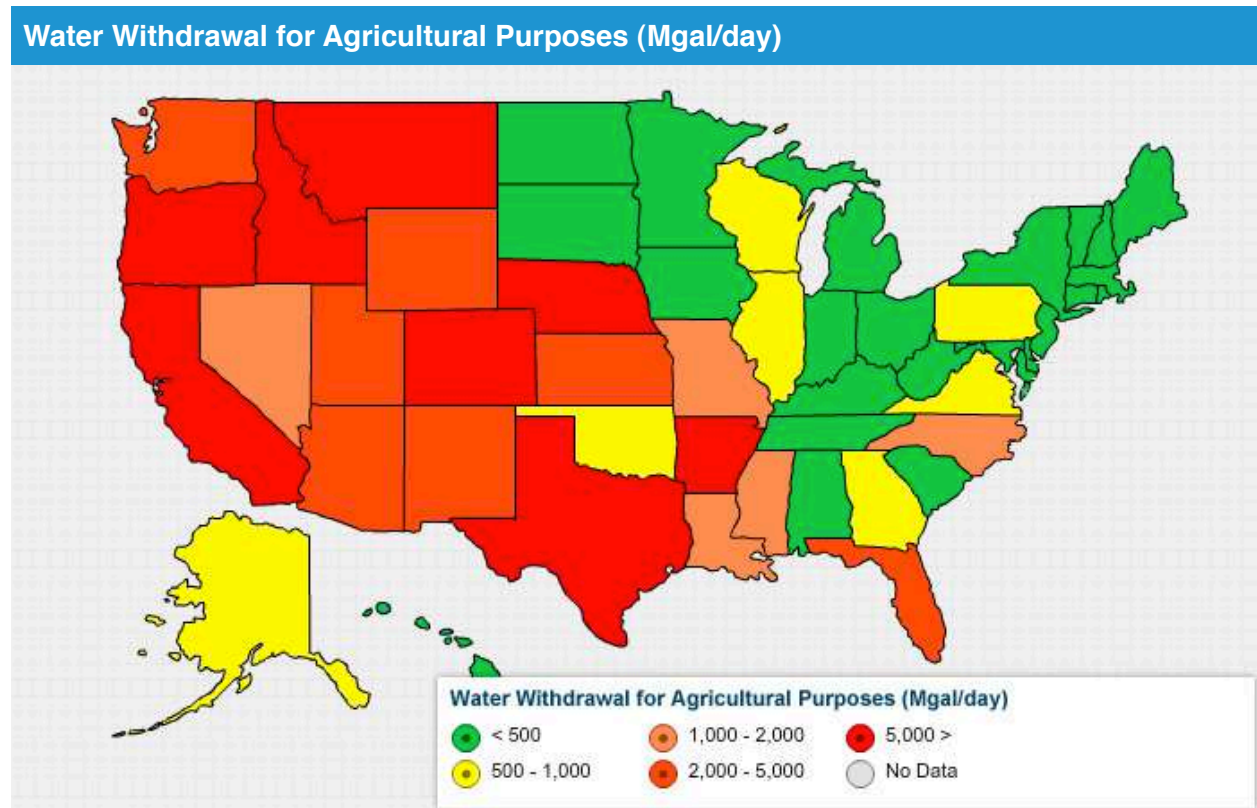 Water Withdrawal for Agricultural Purposes (Mgal/day)
Water Withdrawal for Agricultural Purposes (Mgal/day)
< 500
1,000 - 2,000
5,000 >
500 - 1,000
2,000 - 5,000
No Data